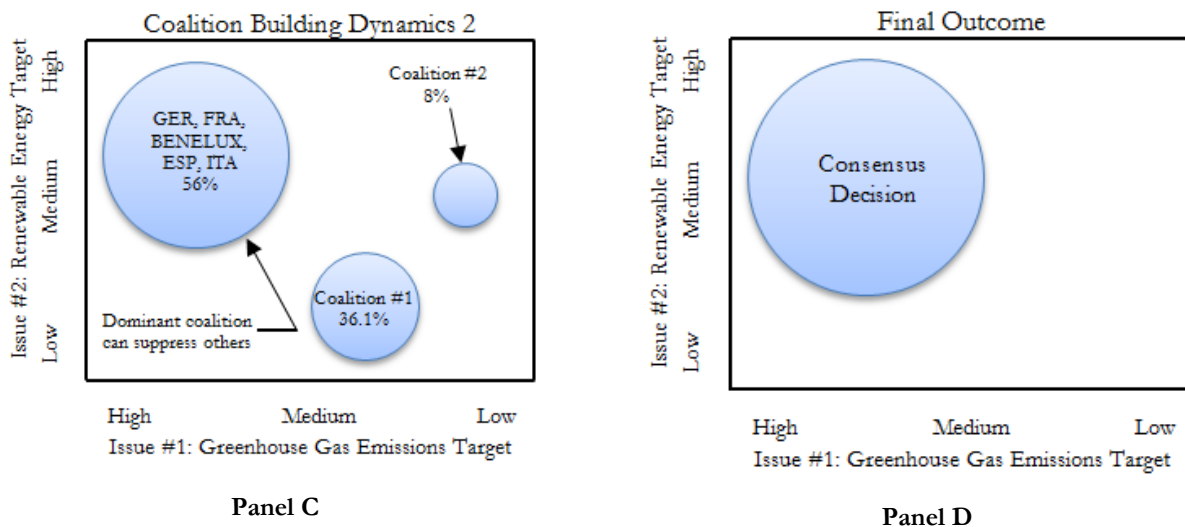 Coalition Building Dynamics 2
Issue #2: Renewable Energy Target
High
Medium
Low
GER, FRA,
BENELUX,
ESP, ITA
56%
Coalition #2
8%
Coalition #1
36.1%
Dominant coalition
can suppress others
High Medium Low
Issue #1: Greenhouse Gas Emissions Target
Panel C
Final Outcome
Issue #2: Renewable Energy Target
High
Medium
Low
Consensus
Decision
High Medium Low
Issue #1: Greenhouse Gas Emissions Target
Panel D